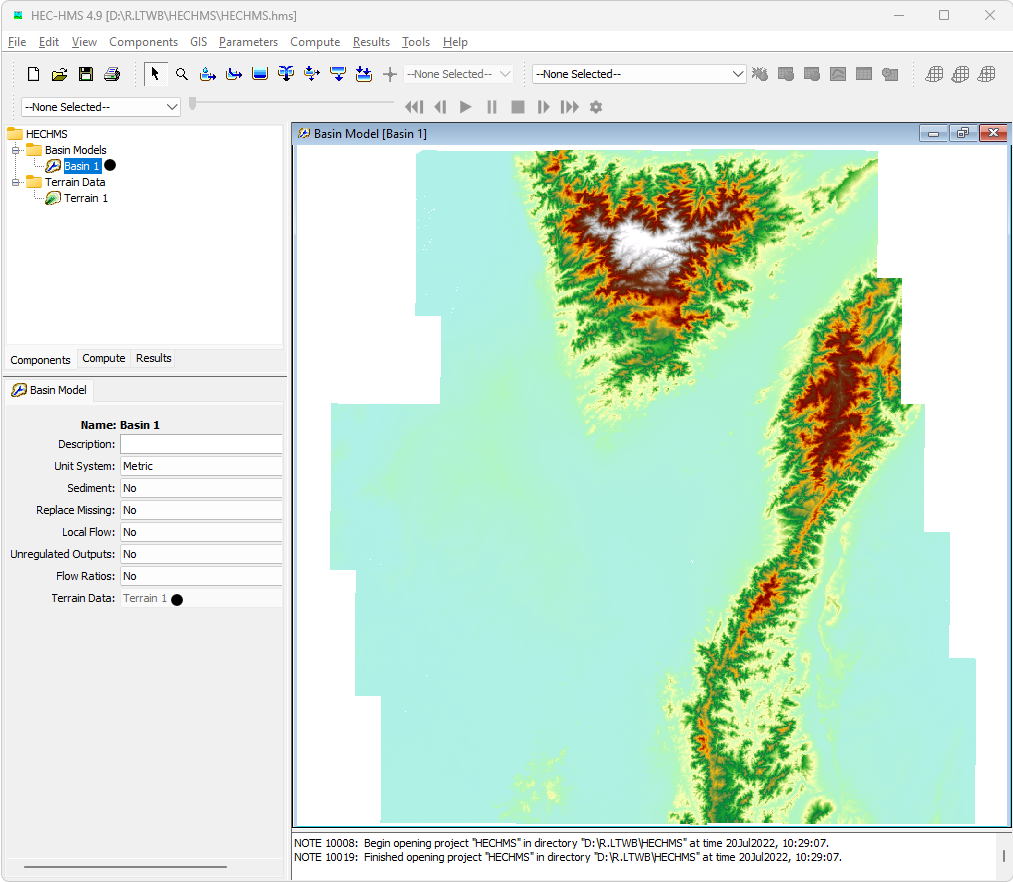 HEC-HMS 4.9 [D:\R.LTWB\HECHMS\HECHMS.hms]
File Edit View Components GIS Parameters Compute Results Tools Help
--None Selected-- --None Selected--
--None Selected--
HECHMS
Basin Models
Basin 1
Terrain Data
Terrain 1
Components Compute Results
Basin Model
Name: Basin 1
Description:
Unit System: Metric
Sediment: No
Replace Missing: No
Local Flow: No
Unregulated Outputs: No
Flow Ratios: No
Terrain Data: Terrain 1
Basin Model [Basin 1]
NOTE 10008: Begin opening project "HECHMS" in directory "D:\R.LTWB\HECHMS" at time 20Jul2022, 10:29:07.
NOTE 10019: Finished opening project "HECHMS" in directory "D:\R.LTWB\HECHMS" at time 20Jul2022, 10:29:07.